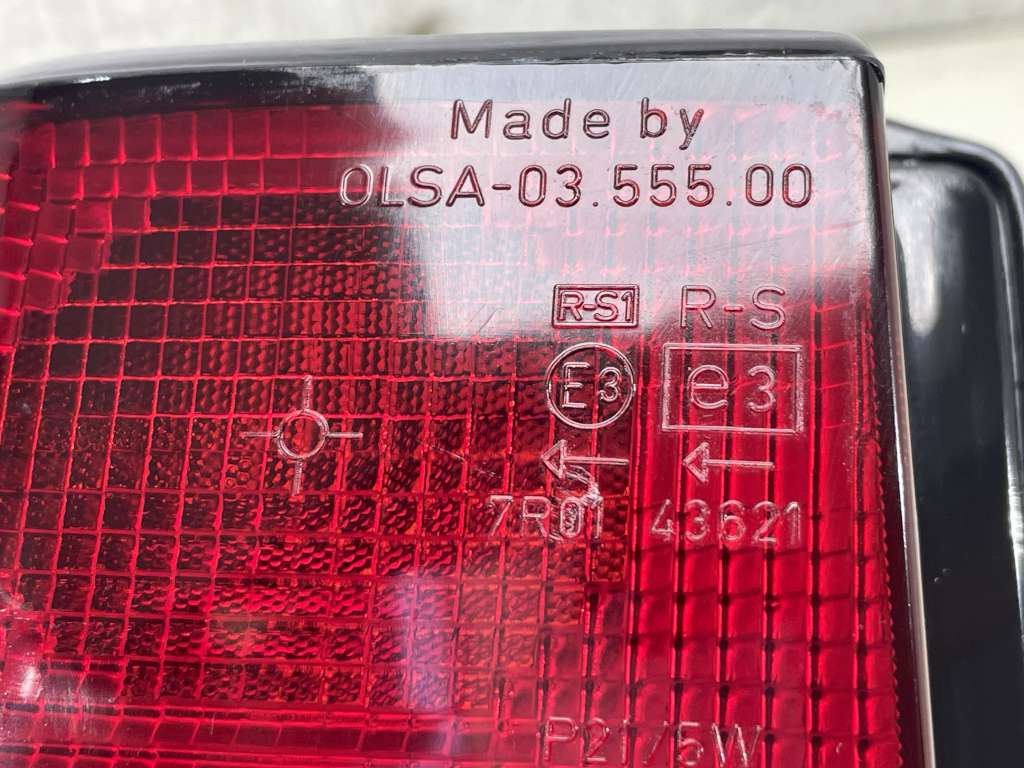 Made by
OLSA-03.555.00
R-S1 R-S
E3 e3
7R01 43621
P21/5W